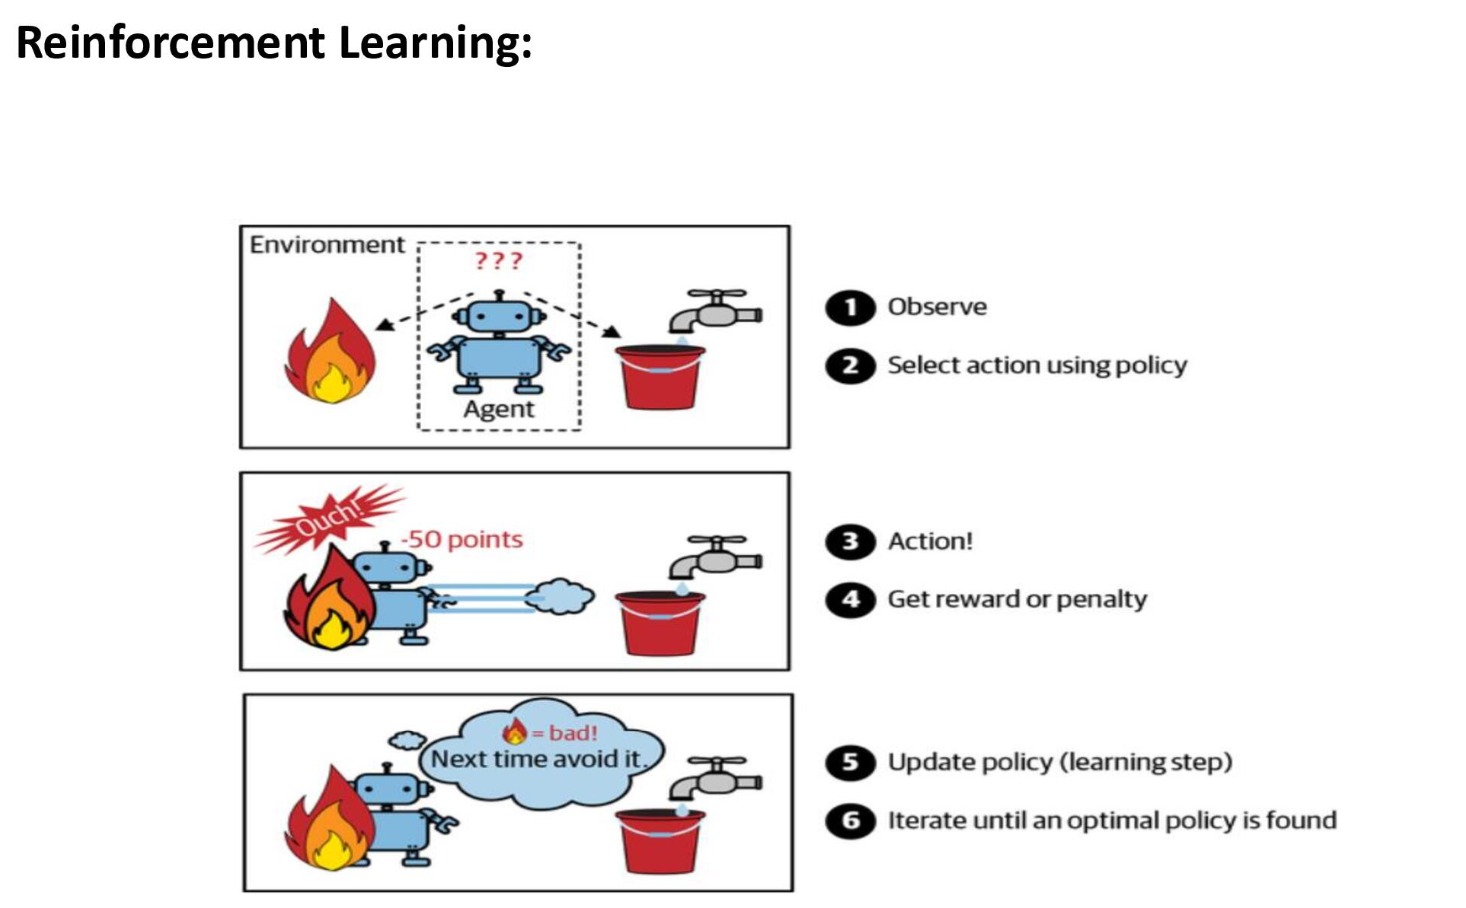 Reinforcement Learning:
Environment
???
Agent
1 Observe
2 Select action using policy
Ouch!
-50 points
3 Action!
4 Get reward or penalty
= bad!
Next time avoid it.
5 Update policy (learning step)
6 Iterate until an optimal policy is found